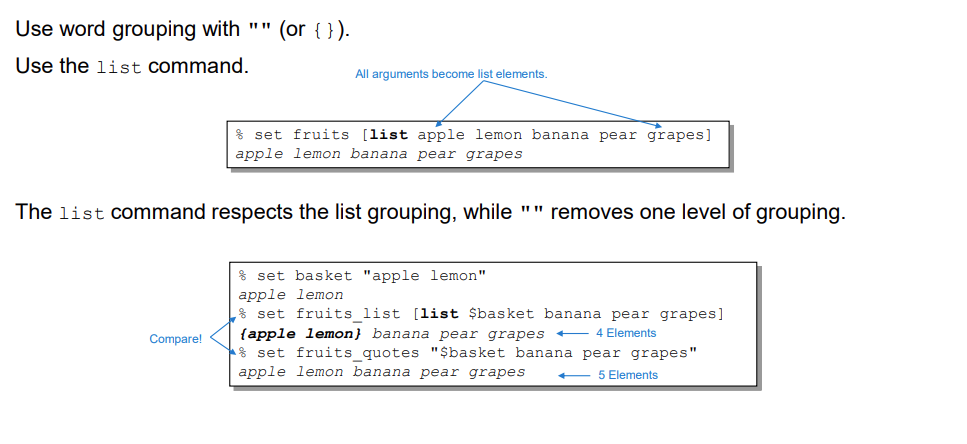 Use word grouping with "" (or {}).
Use the list command.
All arguments become list elements.
% set fruits [list apple lemon banana pear grapes]
apple lemon banana pear grapes
The list command respects the list grouping, while "" removes one level of grouping.
% set basket "apple lemon"
apple lemon
% set fruits_list [list $basket banana pear grapes]
{apple lemon} banana pear grapes
4 Elements
Compare!
% set fruits_quotes "$basket banana pear grapes"
apple lemon banana pear grapes
5 Elements